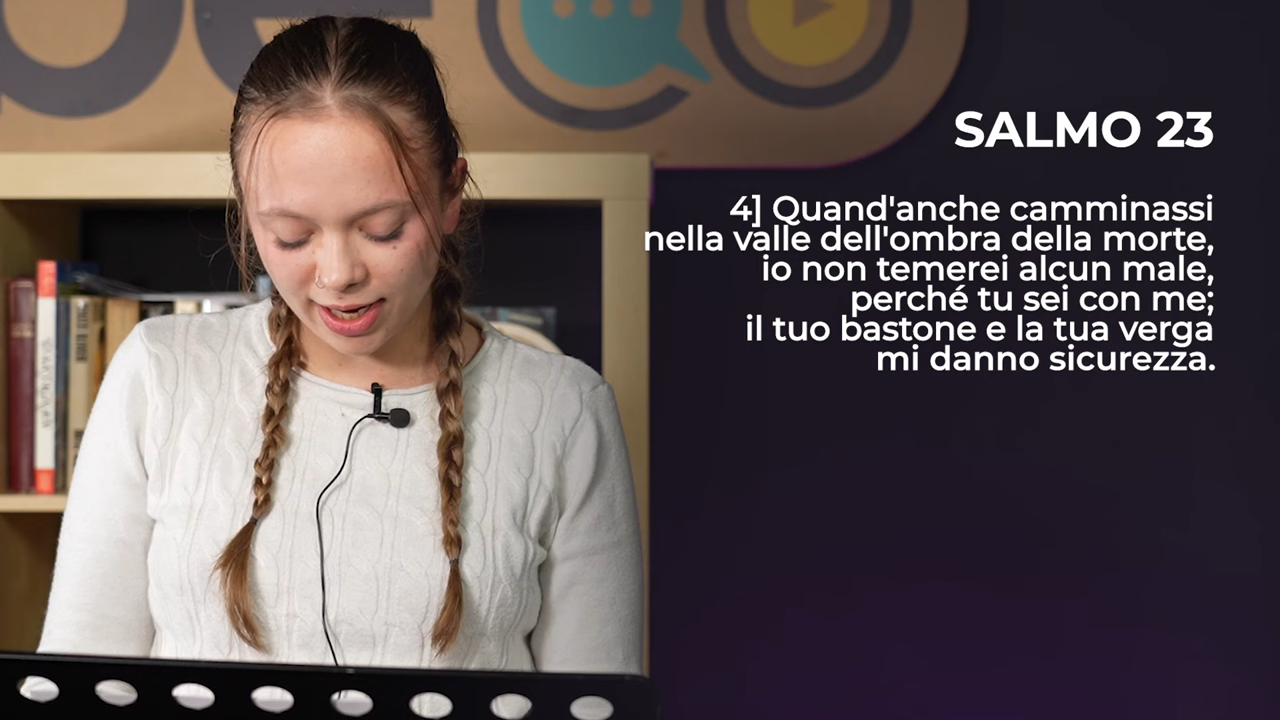 SALMO 23
4] Quand'anche camminassi
nella valle dell'ombra della morte,
io non temerei alcun male,
perché tu sei con me;
il tuo bastone e la tua verga
mi danno sicurezza.